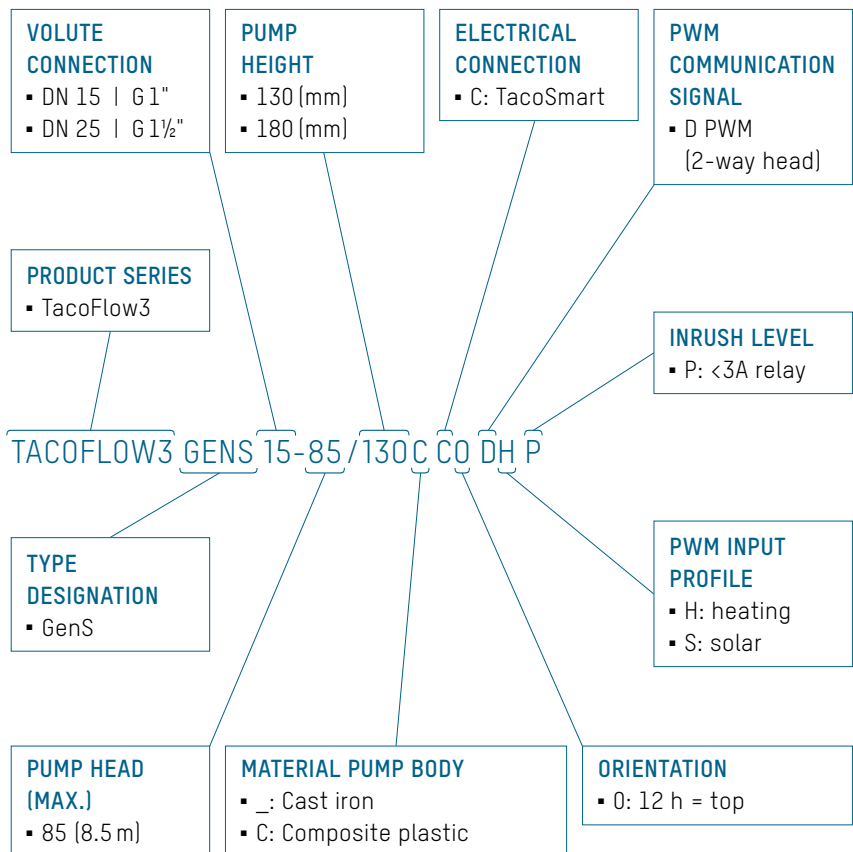 VOLUTE
CONNECTION
▪ DN 15 | G 1"
▪ DN 25 | G 1½"
PUMP
HEIGHT
▪ 130 (mm)
▪ 180 (mm)
ELECTRICAL
CONNECTION
▪ C: TacoSmart
PWM
COMMUNICATION
SIGNAL
▪ D PWM
(2-way head)
PRODUCT SERIES
▪ TacoFlow3
INRUSH LEVEL
▪ P: <3A relay
TACOFLOW3 GENS 15-85/130 C C0 DH P
TYPE
DESIGNATION
▪ GenS
PWM INPUT
PROFILE
▪ H: heating
▪ S: solar
PUMP HEAD
(MAX.)
▪ 85 (8.5 m)
MATERIAL PUMP BODY
▪ _: Cast iron
▪ C: Composite plastic
ORIENTATION
▪ 0: 12 h = top